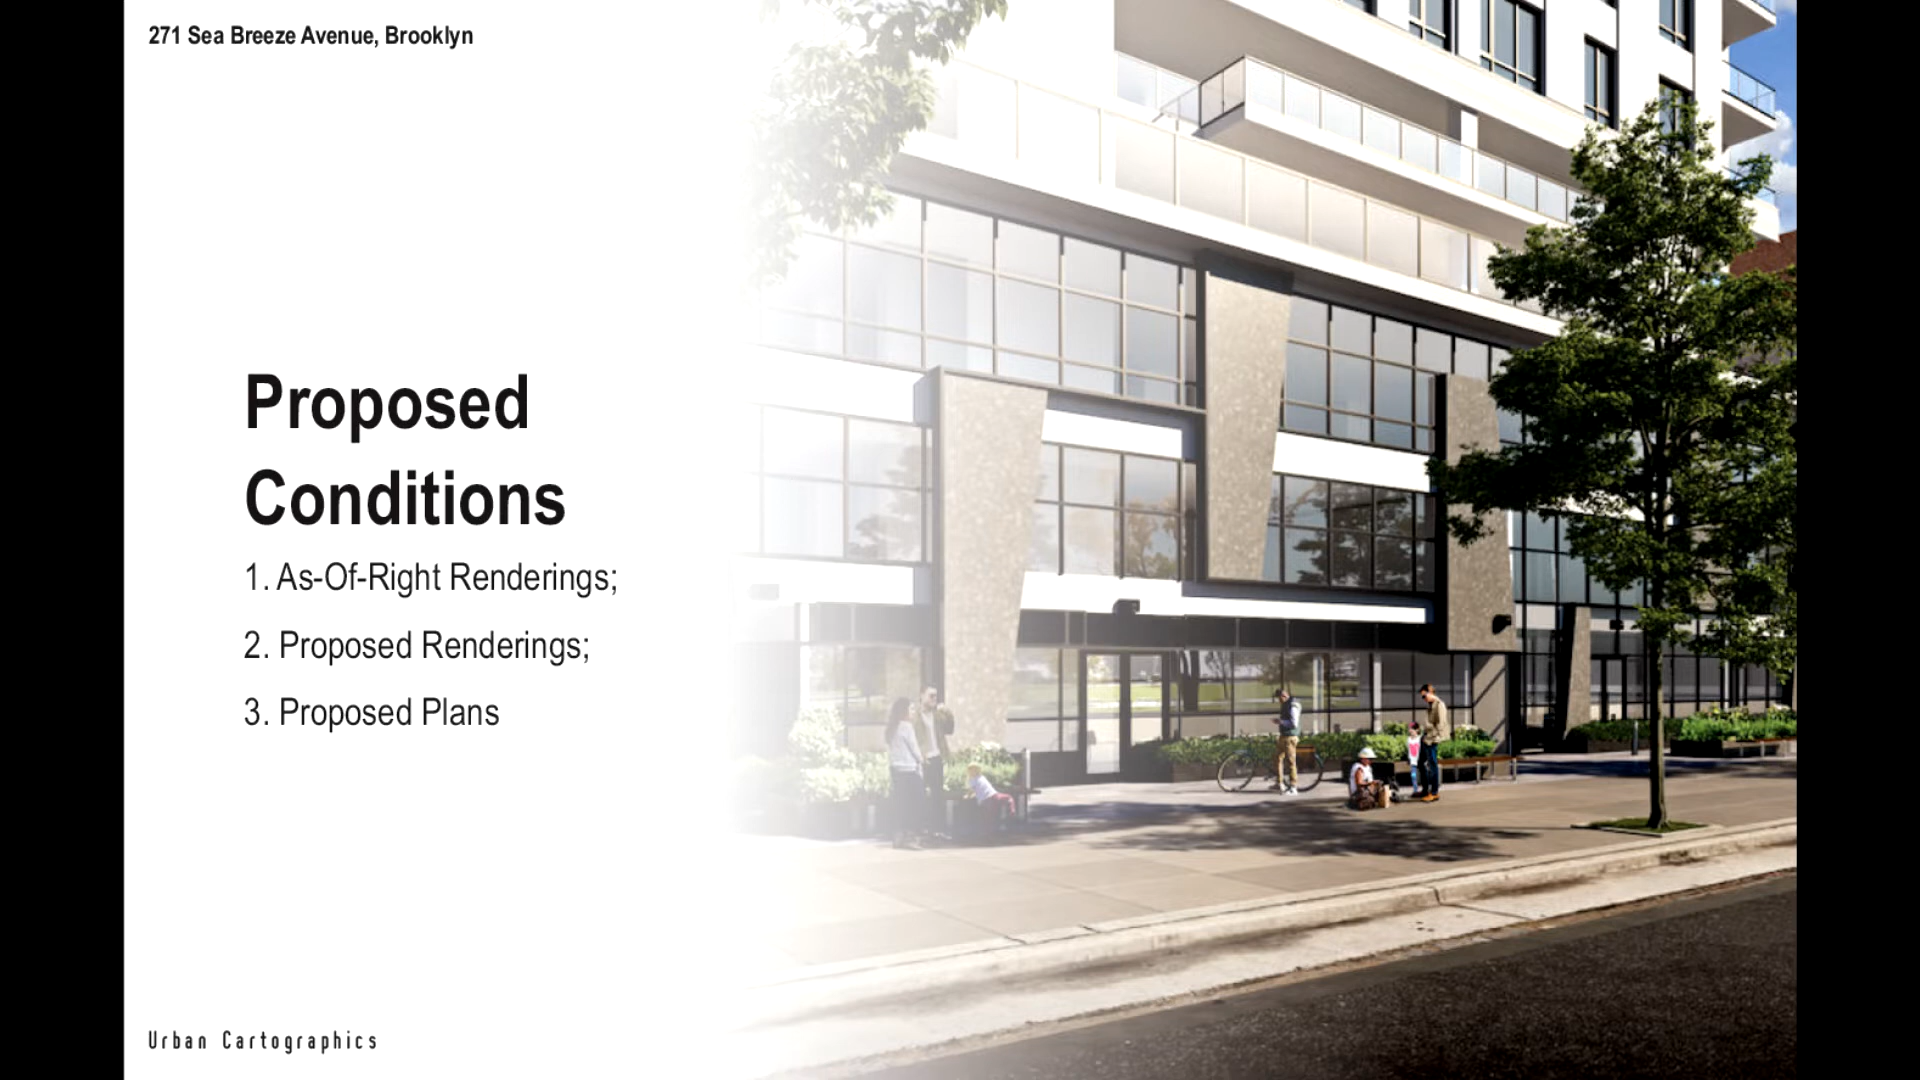 271 Sea Breeze Avenue, Brooklyn
Proposed
Conditions
1. As-Of-Right Renderings;
2. Proposed Renderings;
3. Proposed Plans
Urban Cartographics